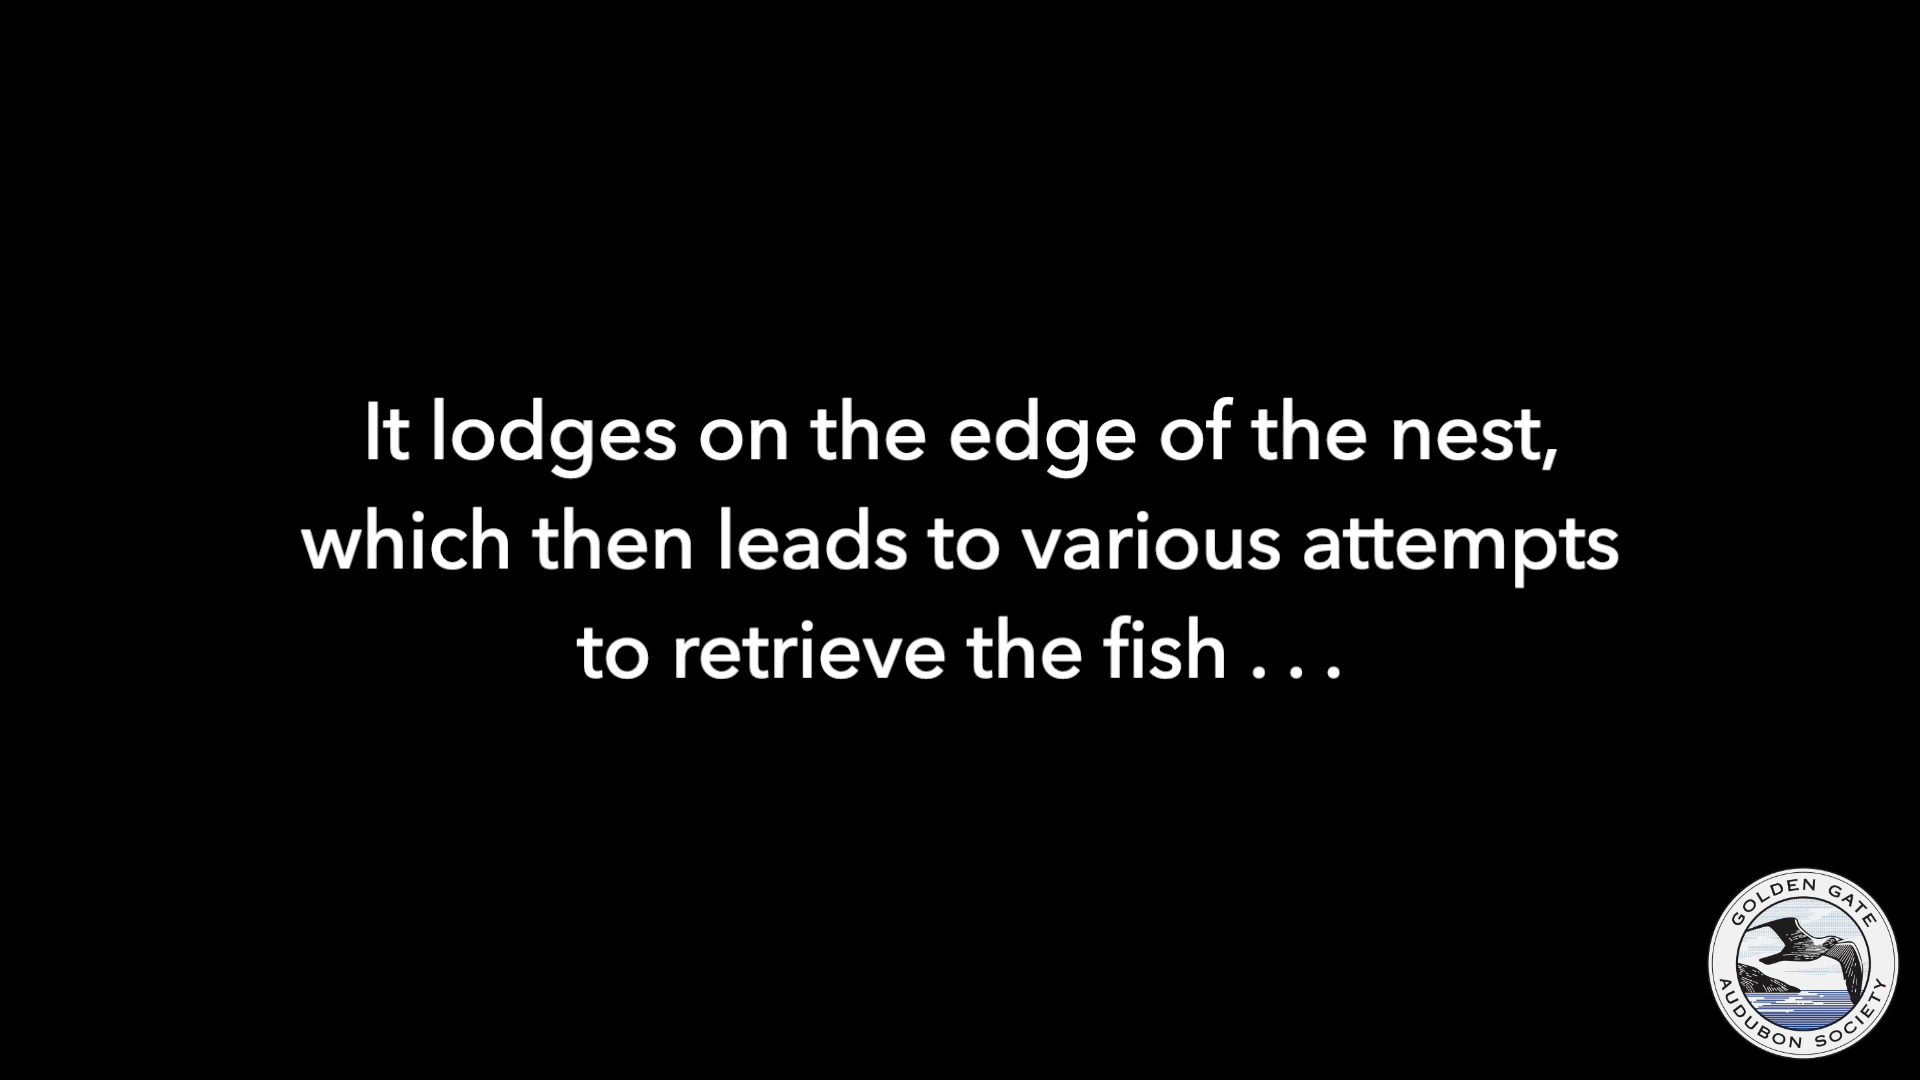 It lodges on the edge of the nest,
which then leads to various attempts
to retrieve the fish . . .
GOLDEN GATE
AUDUBON SOCIETY